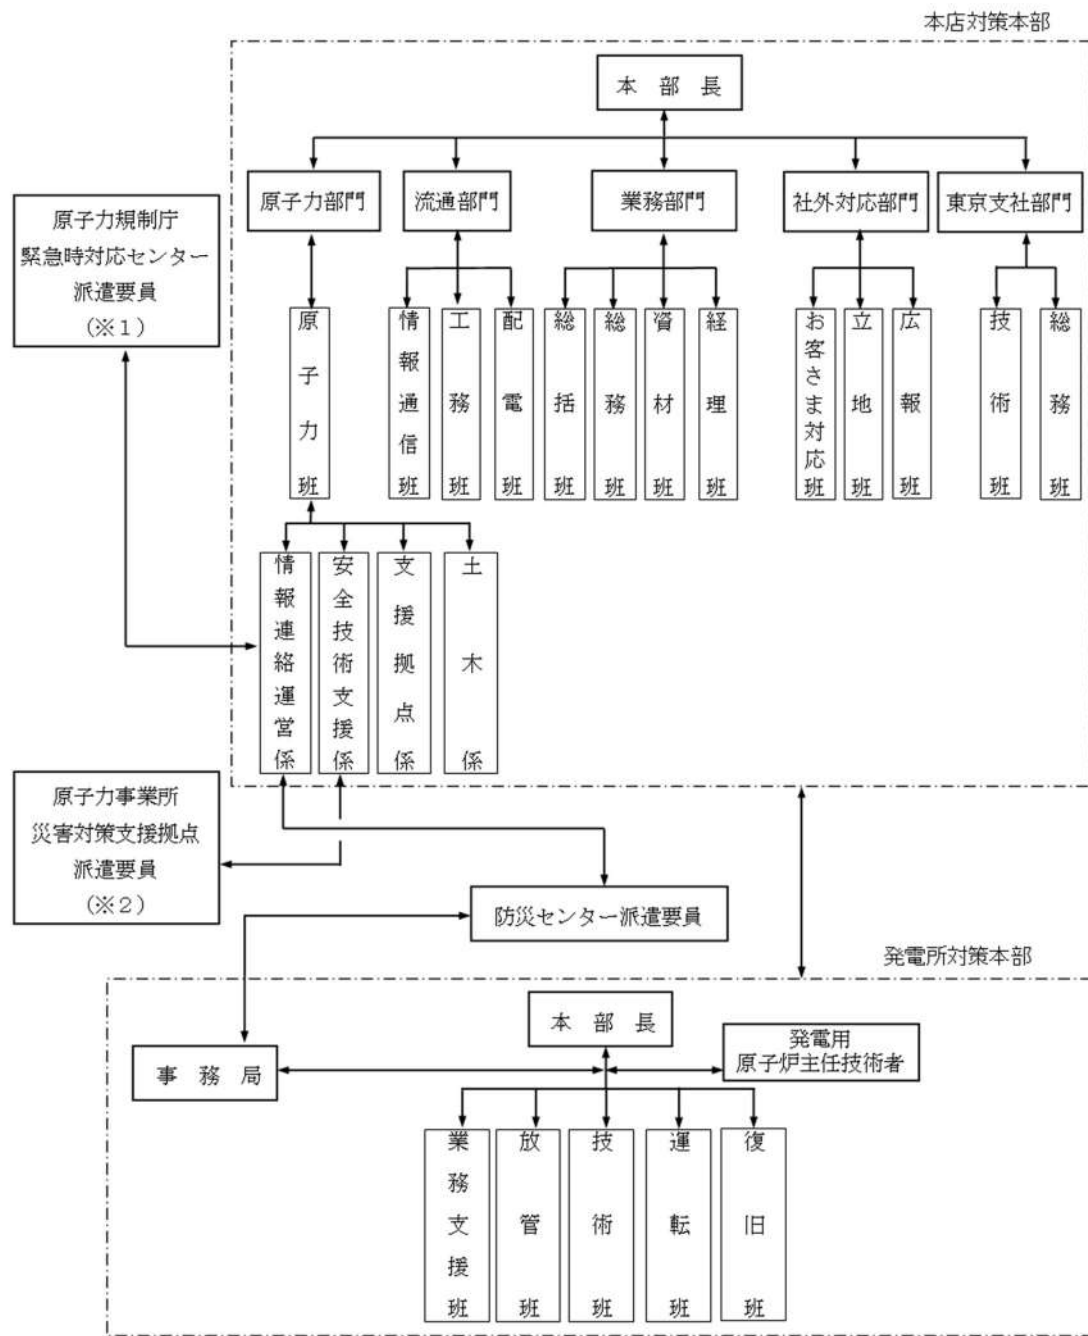 本店対策本部
本部長
原子力部門
流通部門
業務部門
社外対応部門
東京支社部門
原子力規制庁
緊急時対応センター
派遣要員
(※1)
原子力班
情報通信班
工務班
配電班
総括班
総務班
資材班
経理班
お客さま対応班
立地班
広報班
技術班
総務班
情報連絡運営係
安全技術支援係
支援拠点係
土木係
原子力事業所
災害対策支援拠点
派遣要員
(※2)
防災センター派遣要員
発電所対策本部
本部長
発電用
原子炉主任技術者
事務局
業務支援班
放管班
技術班
運転班
復旧班